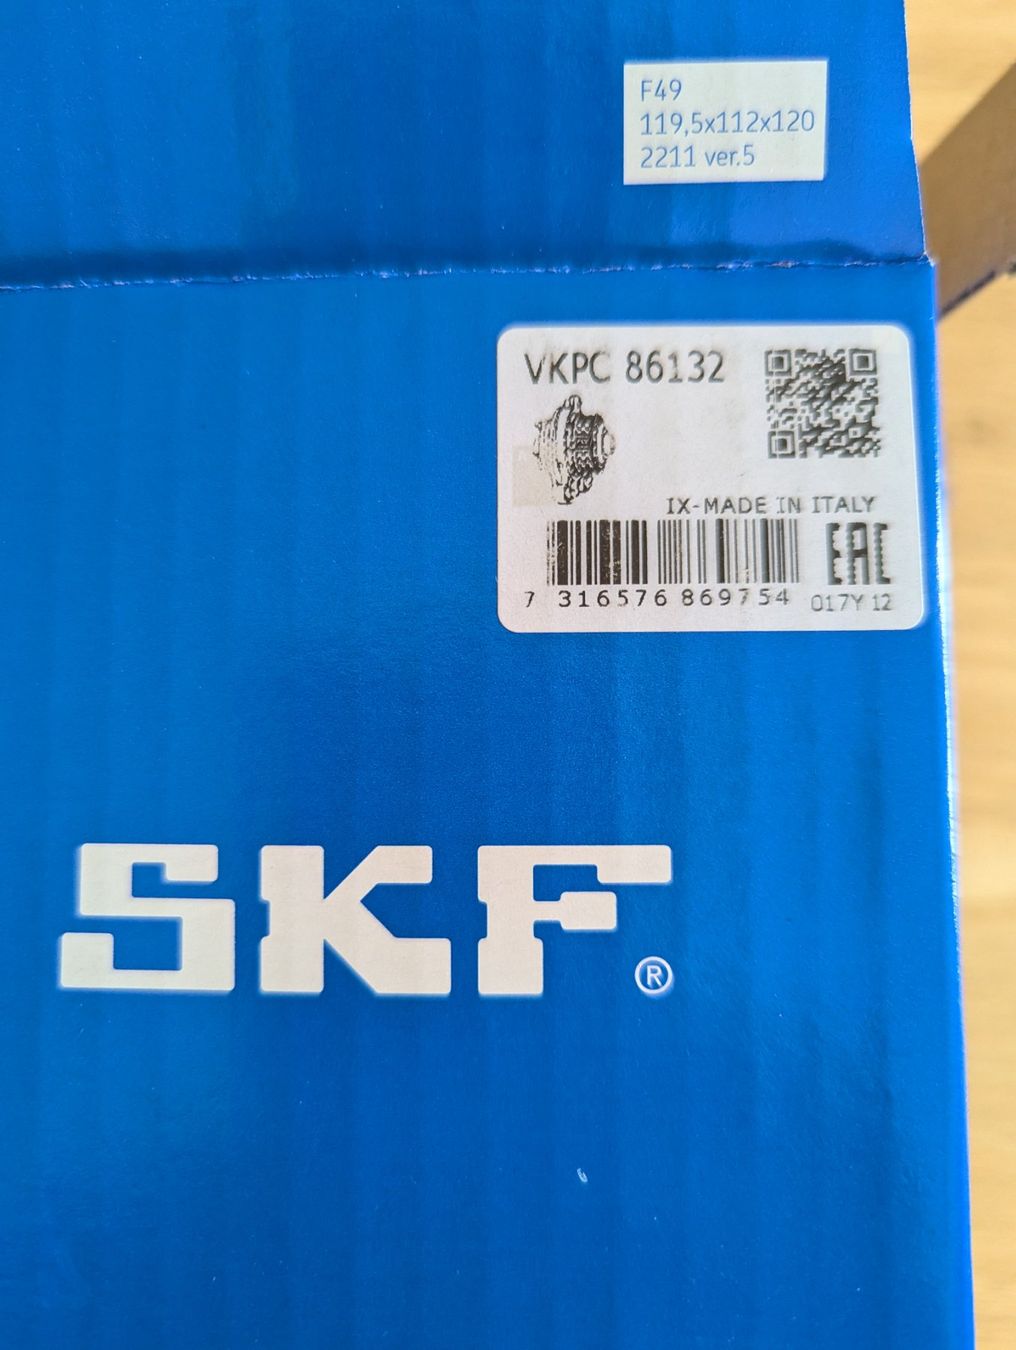 F49
119,5x112x120
2211 ver.5
VKPC 86132
IX-MADE IN ITALY
EAC
7 316576 869754
017Y 12
SKF®